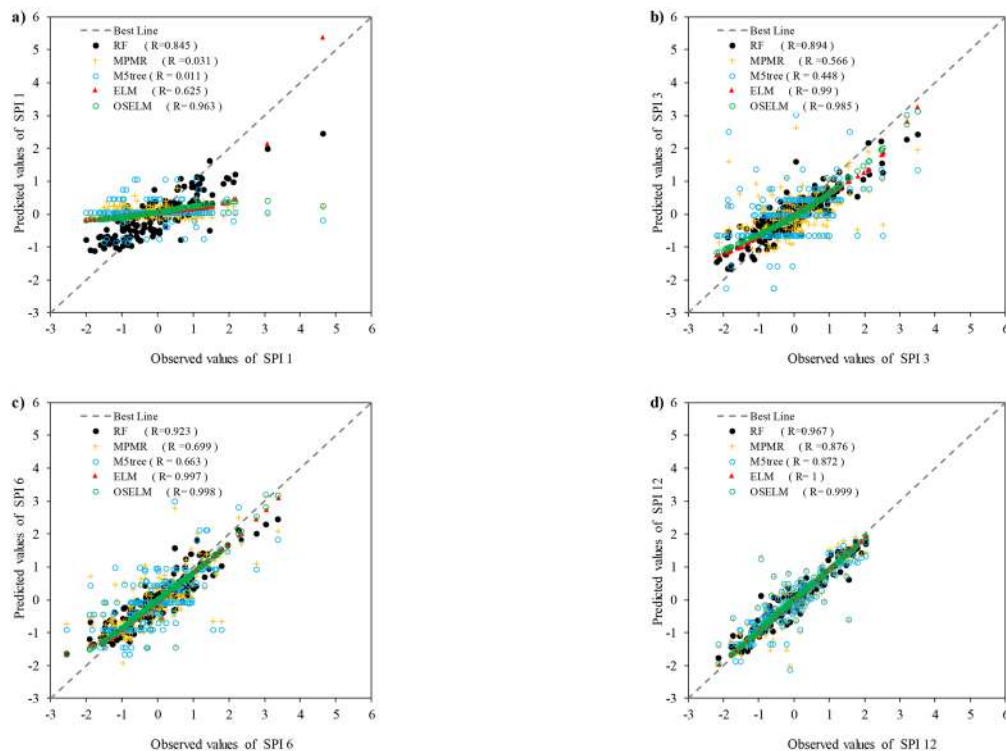 a)
6
5
4
3
2
1
0
-1
-2
-3
-3 -2 -1 0 1 2 3 4 5 6
Predicted values of SPI 1
Observed values of SPI 1
Best Line
RF ( R=0.845)
MPMR ( R =0.031)
M5tree ( R = 0.011)
ELM ( R= 0.625)
OSELM ( R= 0.963)
b)
6
5
4
3
2
1
0
-1
-2
-3
-3 -2 -1 0 1 2 3 4 5 6
Predicted values of SPI 3
Observed values of SPI 3
Best Line
RF ( R=0.894)
MPMR ( R =0.566)
M5tree ( R = 0.448)
ELM ( R= 0.99)
OSELM ( R= 0.985)
c)
6
5
4
3
2
1
0
-1
-2
-3
-3 -2 -1 0 1 2 3 4 5 6
Predicted values of SPI 6
Observed values of SPI 6
Best Line
RF ( R=0.923)
MPMR ( R =0.699)
M5tree ( R = 0.663)
ELM ( R= 0.997)
OSELM ( R= 0.998)
d)
6
5
4
3
2
1
0
-1
-2
-3
-3 -2 -1 0 1 2 3 4 5 6
Predicted values of SPI 12
Observed values of SPI 12
Best Line
RF ( R=0.967)
MPMR ( R =0.876)
M5tree ( R = 0.872)
ELM ( R= 1)
OSELM ( R= 0.999)